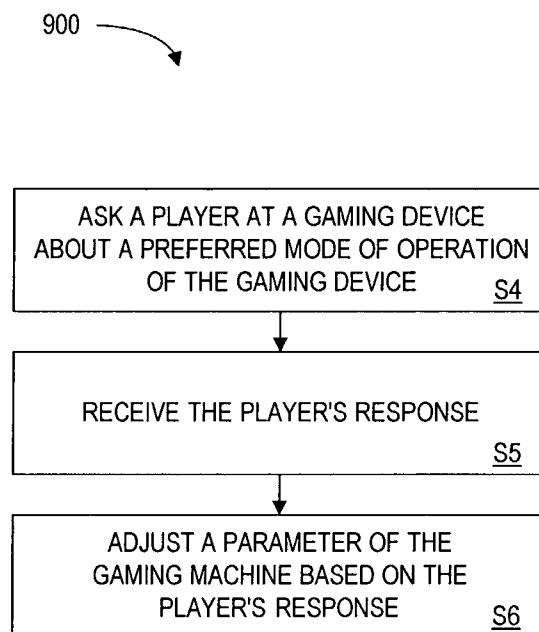 900
ASK A PLAYER AT A GAMING DEVICE
ABOUT A PREFERRED MODE OF OPERATION
OF THE GAMING DEVICE
S4
RECEIVE THE PLAYER'S RESPONSE
S5
ADJUST A PARAMETER OF THE
GAMING MACHINE BASED ON THE
PLAYER'S RESPONSE
S6